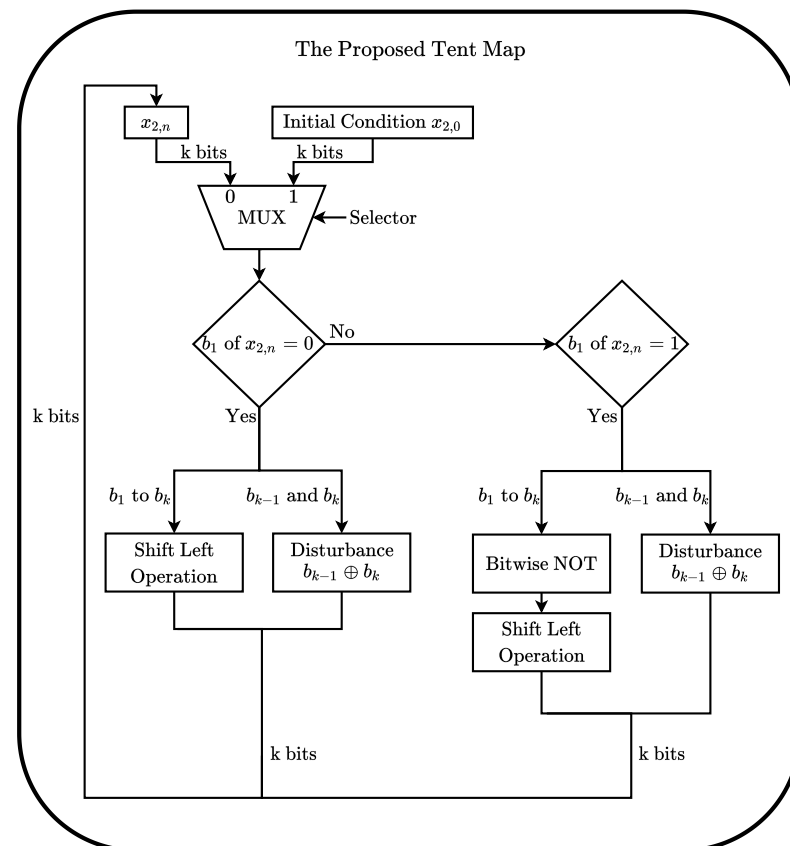 The Proposed Tent Map
x_{2,n}
Initial Condition x_{2,0}
k bits
k bits
0
1
MUX
Selector
b_1 of x_{2,n} = 0
No
b_1 of x_{2,n} = 1
k bits
Yes
Yes
b_1 to b_k
b_{k−1} and b_k
b_1 to b_k
b_{k−1} and b_k
Shift Left
Operation
Disturbance
b_{k−1} ⊕ b_k
Bitwise NOT
Disturbance
b_{k−1} ⊕ b_k
Shift Left
Operation
k bits
k bits